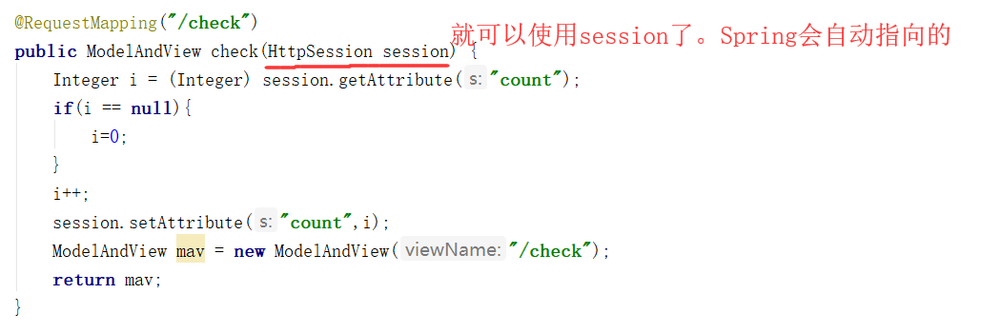 @RequestMapping("/check")
public ModelAndView check(HttpSession session) { 就可以使用session了。Spring会自动指向的
Integer i = (Integer) session.getAttribute( s: "count");
if(i == null){
i=0;
}
i++;
session.setAttribute( s: "count",i);
ModelAndView mav = new ModelAndView( viewName: "/check");
return mav;
}